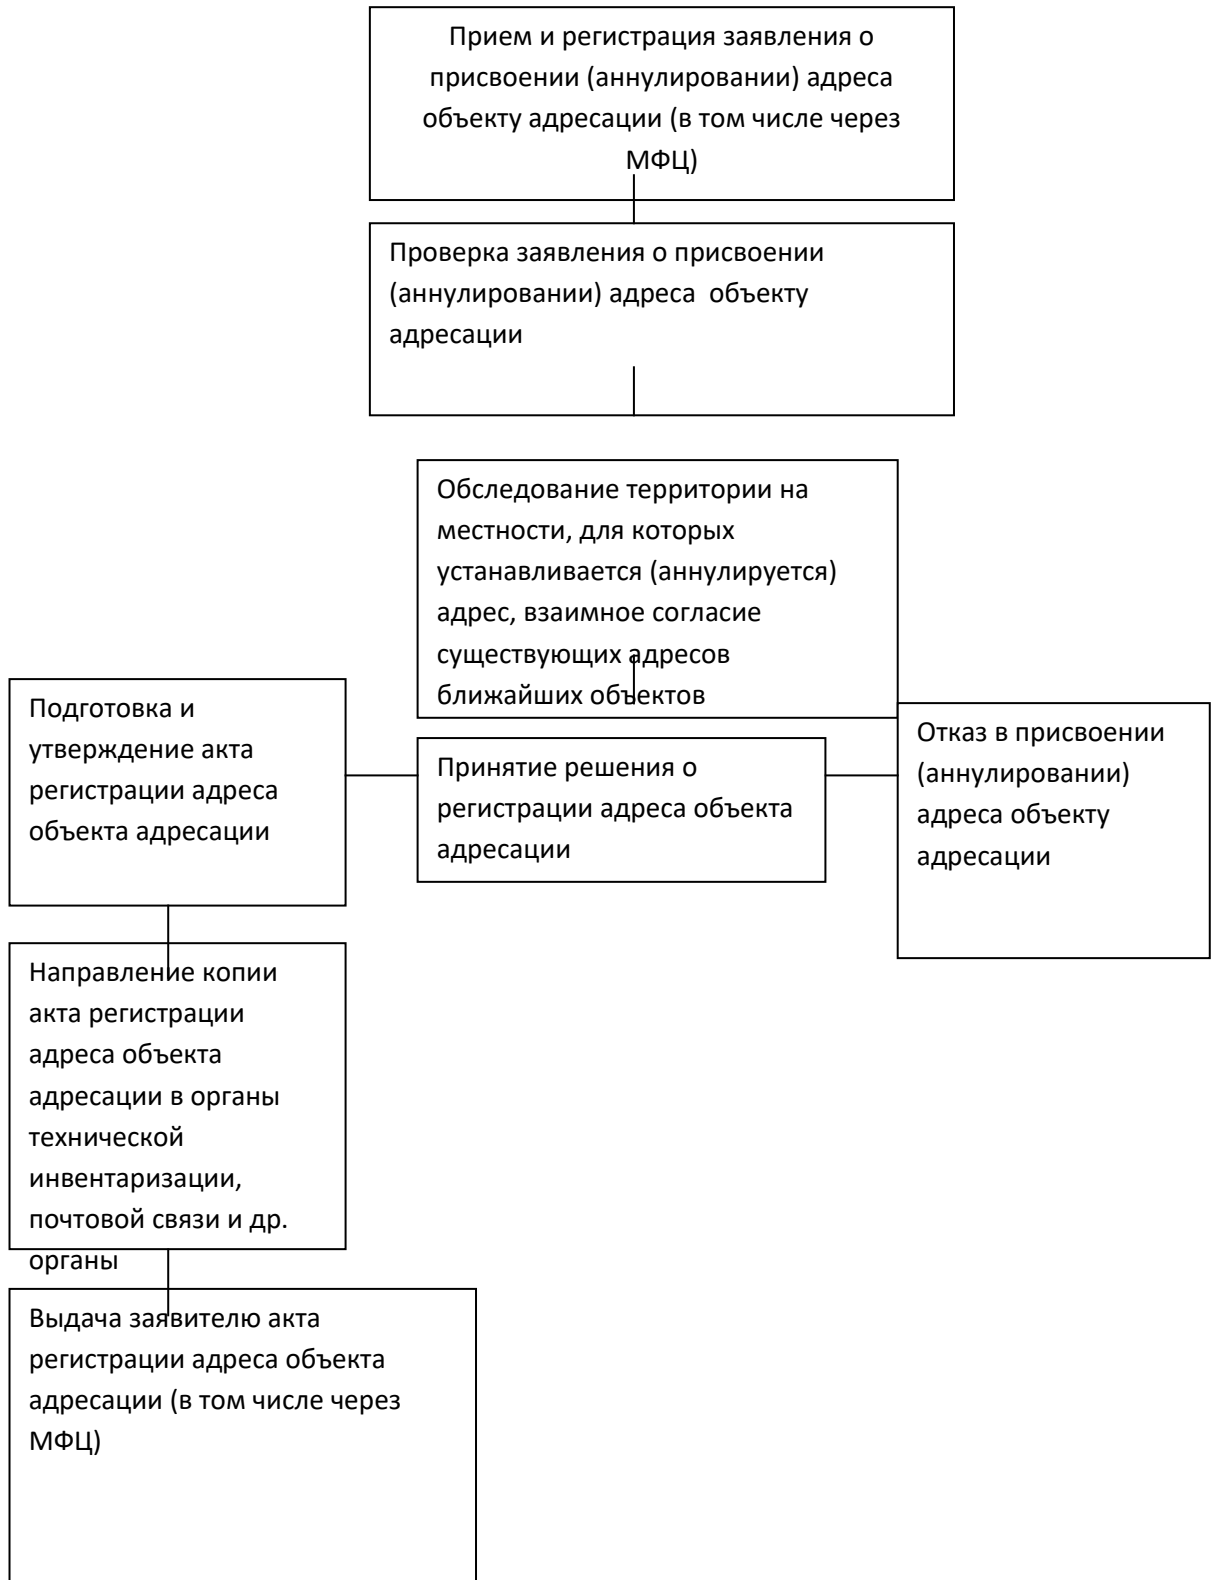 Прием и регистрация заявления о
присвоении (аннулировании) адреса
объекту адресации (в том числе через
МФЦ)
Проверка заявления о присвоении
(аннулировании) адреса объекту
адресации
Обследование территории на
местности, для которых
устанавливается (аннулируется)
адрес, взаимное согласие
существующих адресов
ближайших объектов
Подготовка и
утверждение акта
регистрации адреса
объекта адресации
Принятие решения о
регистрации адреса объекта
адресации
Отказ в присвоении
(аннулировании)
адреса объекту
адресации
Направление копии
акта регистрации
адреса объекта
адресации в органы
технической
инвентаризации,
почтовой связи и др.
органы
Выдача заявителю акта
регистрации адреса объекта
адресации (в том числе через
МФЦ)